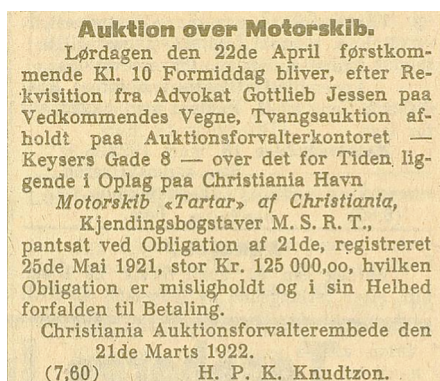 Auktion over Motorskib.
Lørdagen den 22de April førstkom-
mende Kl. 10 Formiddag bliver, efter Re-
kvisition fra Advokat Gottlieb Jessen paa
Vedkommendes Vegne, Tvangsauktion af-
holdt paa Auktionsforvalterkontoret —
Keysers Gade 8 — over det for Tiden lig-
gende i Oplag paa Christiania Havn
Motorskib «Tartar» af Christiania,
Kjendingsbogstaver M. S. R. T.,
pantsat ved Obligation af 21de, registreret
25de Mai 1921, stor Kr. 125 000,oo, hvilken
Obligation er misligholdt og i sin Helhed
forfalden til Betaling.
Christiania Auktionsforvalterembede den
21de Marts 1922.
(7,60) H. P. K. Knudtzon.